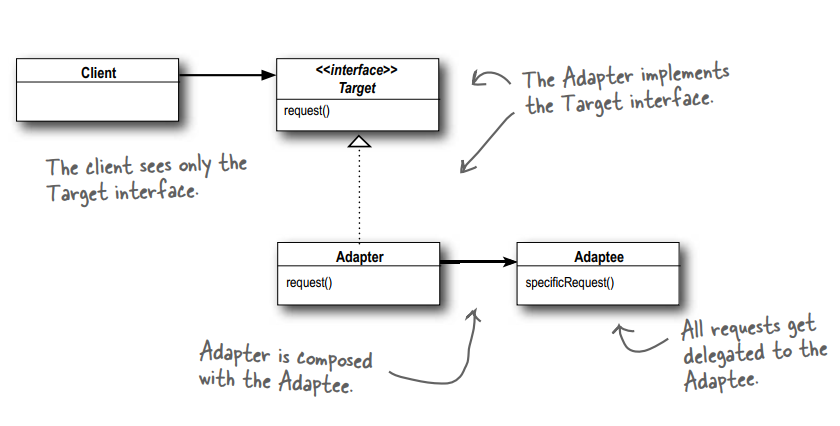 Client
<<interface>>
Target
request()
The Adapter implements
the Target interface.
The client sees only the
Target interface.
Adapter
request()
Adaptee
specificRequest()
Adapter is composed
with the Adaptee.
All requests get
delegated to the
Adaptee.